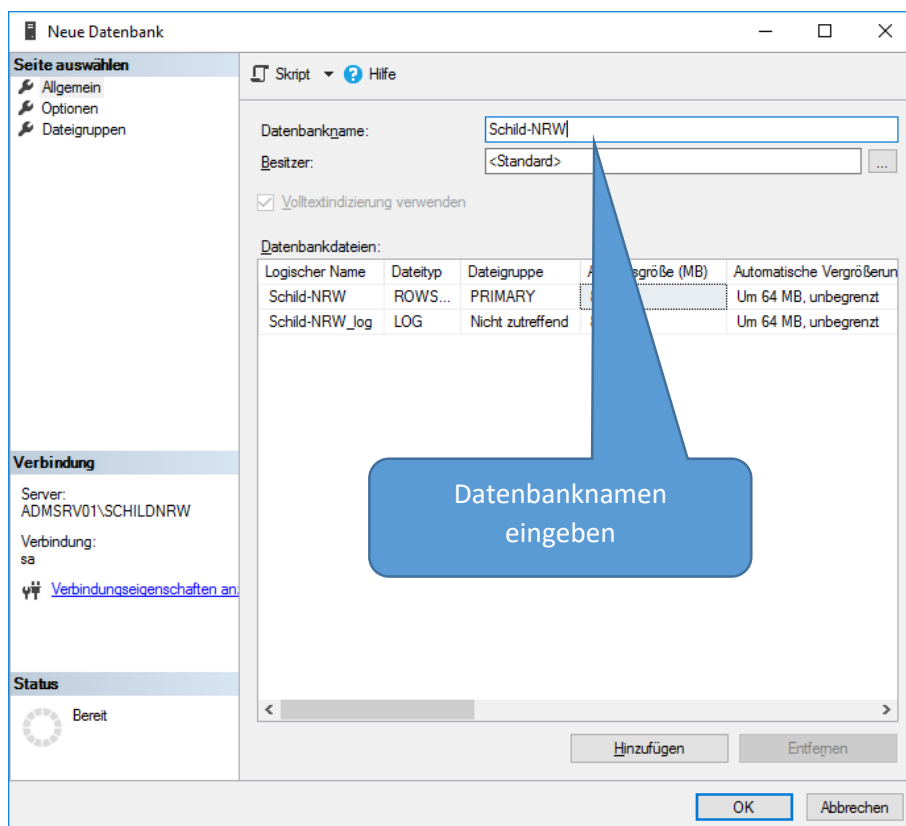 Neue Datenbank
Seite auswählen
Allgemein
Optionen
Dateigruppen
Skript Hilfe
Datenbankname: Schild-NRW
Besitzer: <Standard> ...
Volltextindizierung verwenden
Datenbankdateien:
Logischer Name Dateityp Dateigruppe (MB) Automatische Vergrößerun
Schild-NRW ROWS... PRIMARY Um 64 MB, unbegrenzt
Schild-NRW_log LOG Nicht zutreffend Um 64 MB, unbegrenzt
Datenbanknamen
eingeben
Verbindung
Server:
ADMSRV01\SCHILDNRW
Verbindung:
sa
Verbindungseigenschaften an
Status
Bereit
Hinzufügen Entfernen
OK Abbrechen